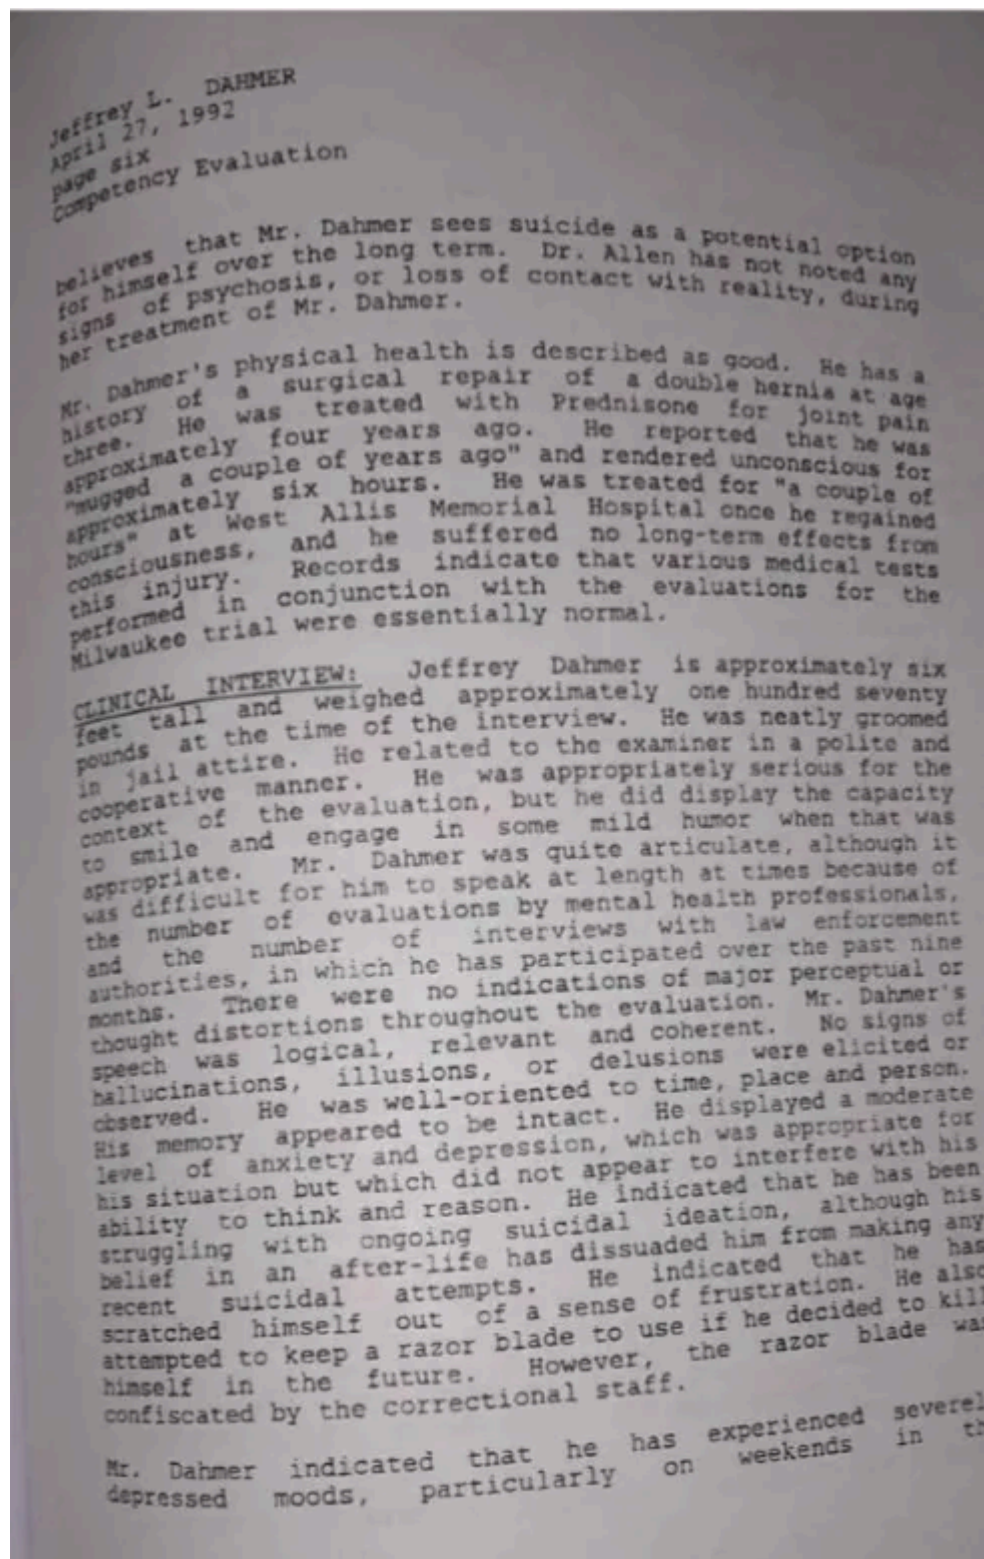 Jeffrey L. DAHMER
April 27, 1992
page six
Competency Evaluation
believes that Mr. Dahmer sees suicide as a potential option
for himself over the long term. Dr. Allen has not noted any
signs of psychosis, or loss of contact with reality, during
her treatment of Mr. Dahmer.
Mr. Dahmer's physical health is described as good. He has a
history of a surgical repair of a double hernia at age
three. He was treated with Prednisone for joint pain
approximately four years ago. He reported that he was
"mugged a couple of years ago" and rendered unconscious for
approximately six hours. He was treated for "a couple of
hours" at West Allis Memorial Hospital once he regained
consciousness, and he suffered no long-term effects from
this injury. Records indicate that various medical tests
performed in conjunction with the evaluations for the
Milwaukee trial were essentially normal.
CLINICAL INTERVIEW: Jeffrey Dahmer is approximately six
feet tall and weighed approximately one hundred seventy
pounds at the time of the interview. He was neatly groomed
in jail attire. He related to the examiner in a polite and
cooperative manner. He was appropriately serious for the
context of the evaluation, but he did display the capacity
to smile and engage in some mild humor when that was
appropriate. Mr. Dahmer was quite articulate, although it
was difficult for him to speak at length at times because of
the number of evaluations by mental health professionals,
and the number of interviews with law enforcement
authorities, in which he has participated over the past nine
months. There were no indications of major perceptual or
thought distortions throughout the evaluation. Mr. Dahmer's
speech was logical, relevant and coherent. No signs of
hallucinations, illusions, or delusions were elicited or
observed. He was well-oriented to time, place and person.
His memory appeared to be intact. He displayed a moderate
level of anxiety and depression, which was appropriate for
his situation but which did not appear to interfere with his
ability to think and reason. He indicated that he has been
struggling with ongoing suicidal ideation, although his
belief in an after-life has dissuaded him from making any
recent suicidal attempts. He indicated that he has
scratched himself out of a sense of frustration. He also
attempted to keep a razor blade to use if he decided to kill
himself in the future. However, the razor blade was
confiscated by the correctional staff.
Mr. Dahmer indicated that he has experienced severel
depressed moods, particularly on weekends in th